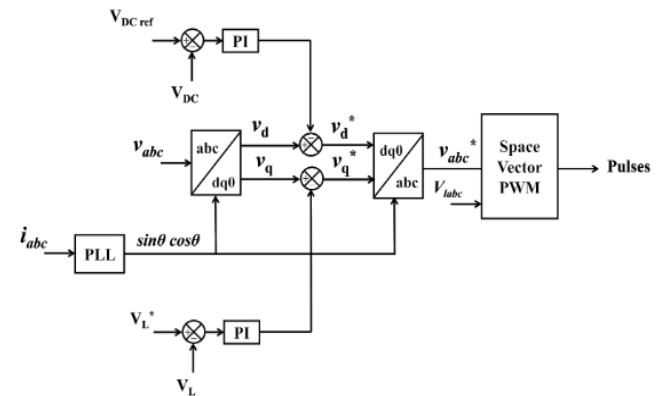 V_DC ref
PI
V_DC
v_abc
abc
dq0
v_d
v_q
v_d*
v_q*
dq0
abc
v_abc*
V_labc
Space
Vector
PWM
Pulses
i_abc
PLL
sinθ cosθ
V_L*
PI
V_L